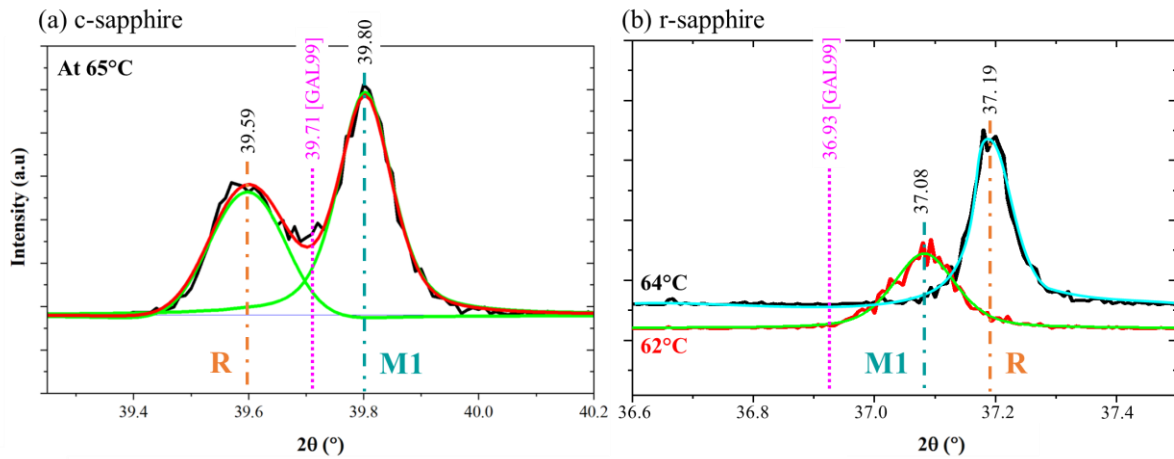 (a) c-sapphire
At 65°C
39.59
39.71 [GAL99]
39.80
R
M1
Intensity (a.u)
39.4
39.6
39.8
40.0
40.2
2θ (°)
(b) r-sapphire
36.93 [GAL99]
37.08
37.19
64°C
62°C
M1
R
36.6
36.8
37.0
37.2
37.4
2θ (°)